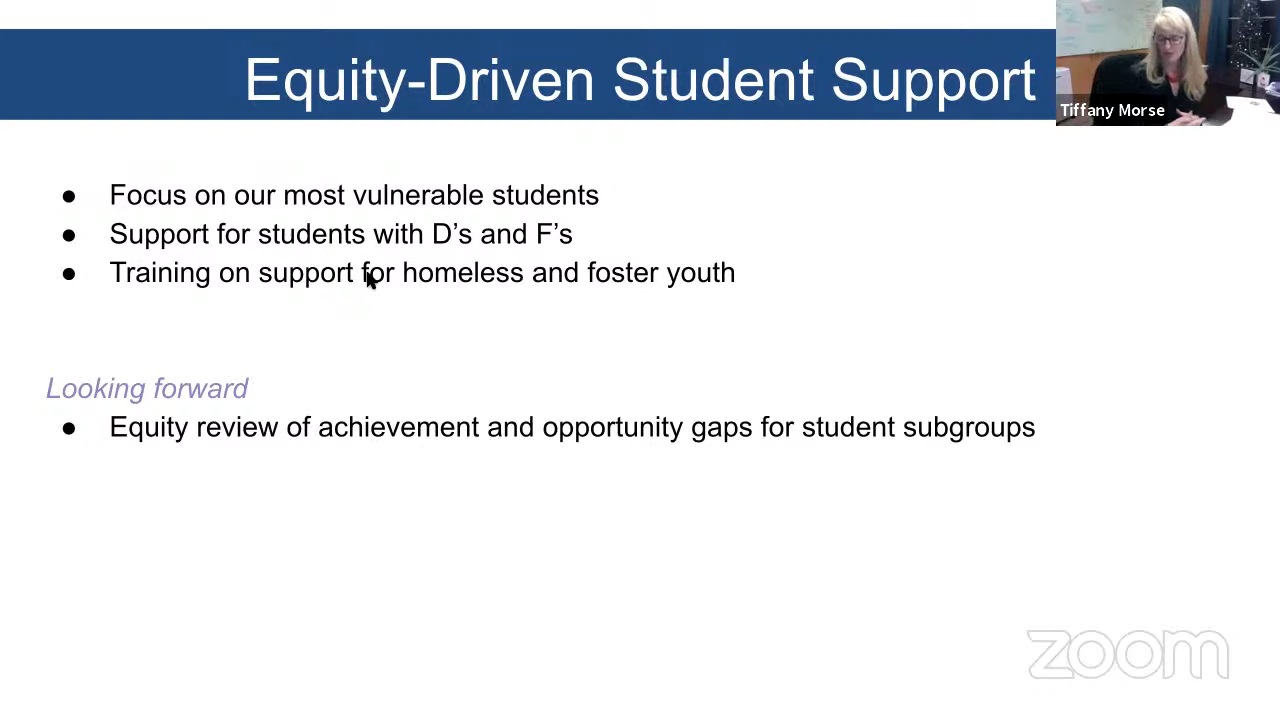 Equity-Driven Student Support
Tiffany Morse
● Focus on our most vulnerable students
● Support for students with D’s and F’s
● Training on support for homeless and foster youth
Looking forward
● Equity review of achievement and opportunity gaps for student subgroups
zoom